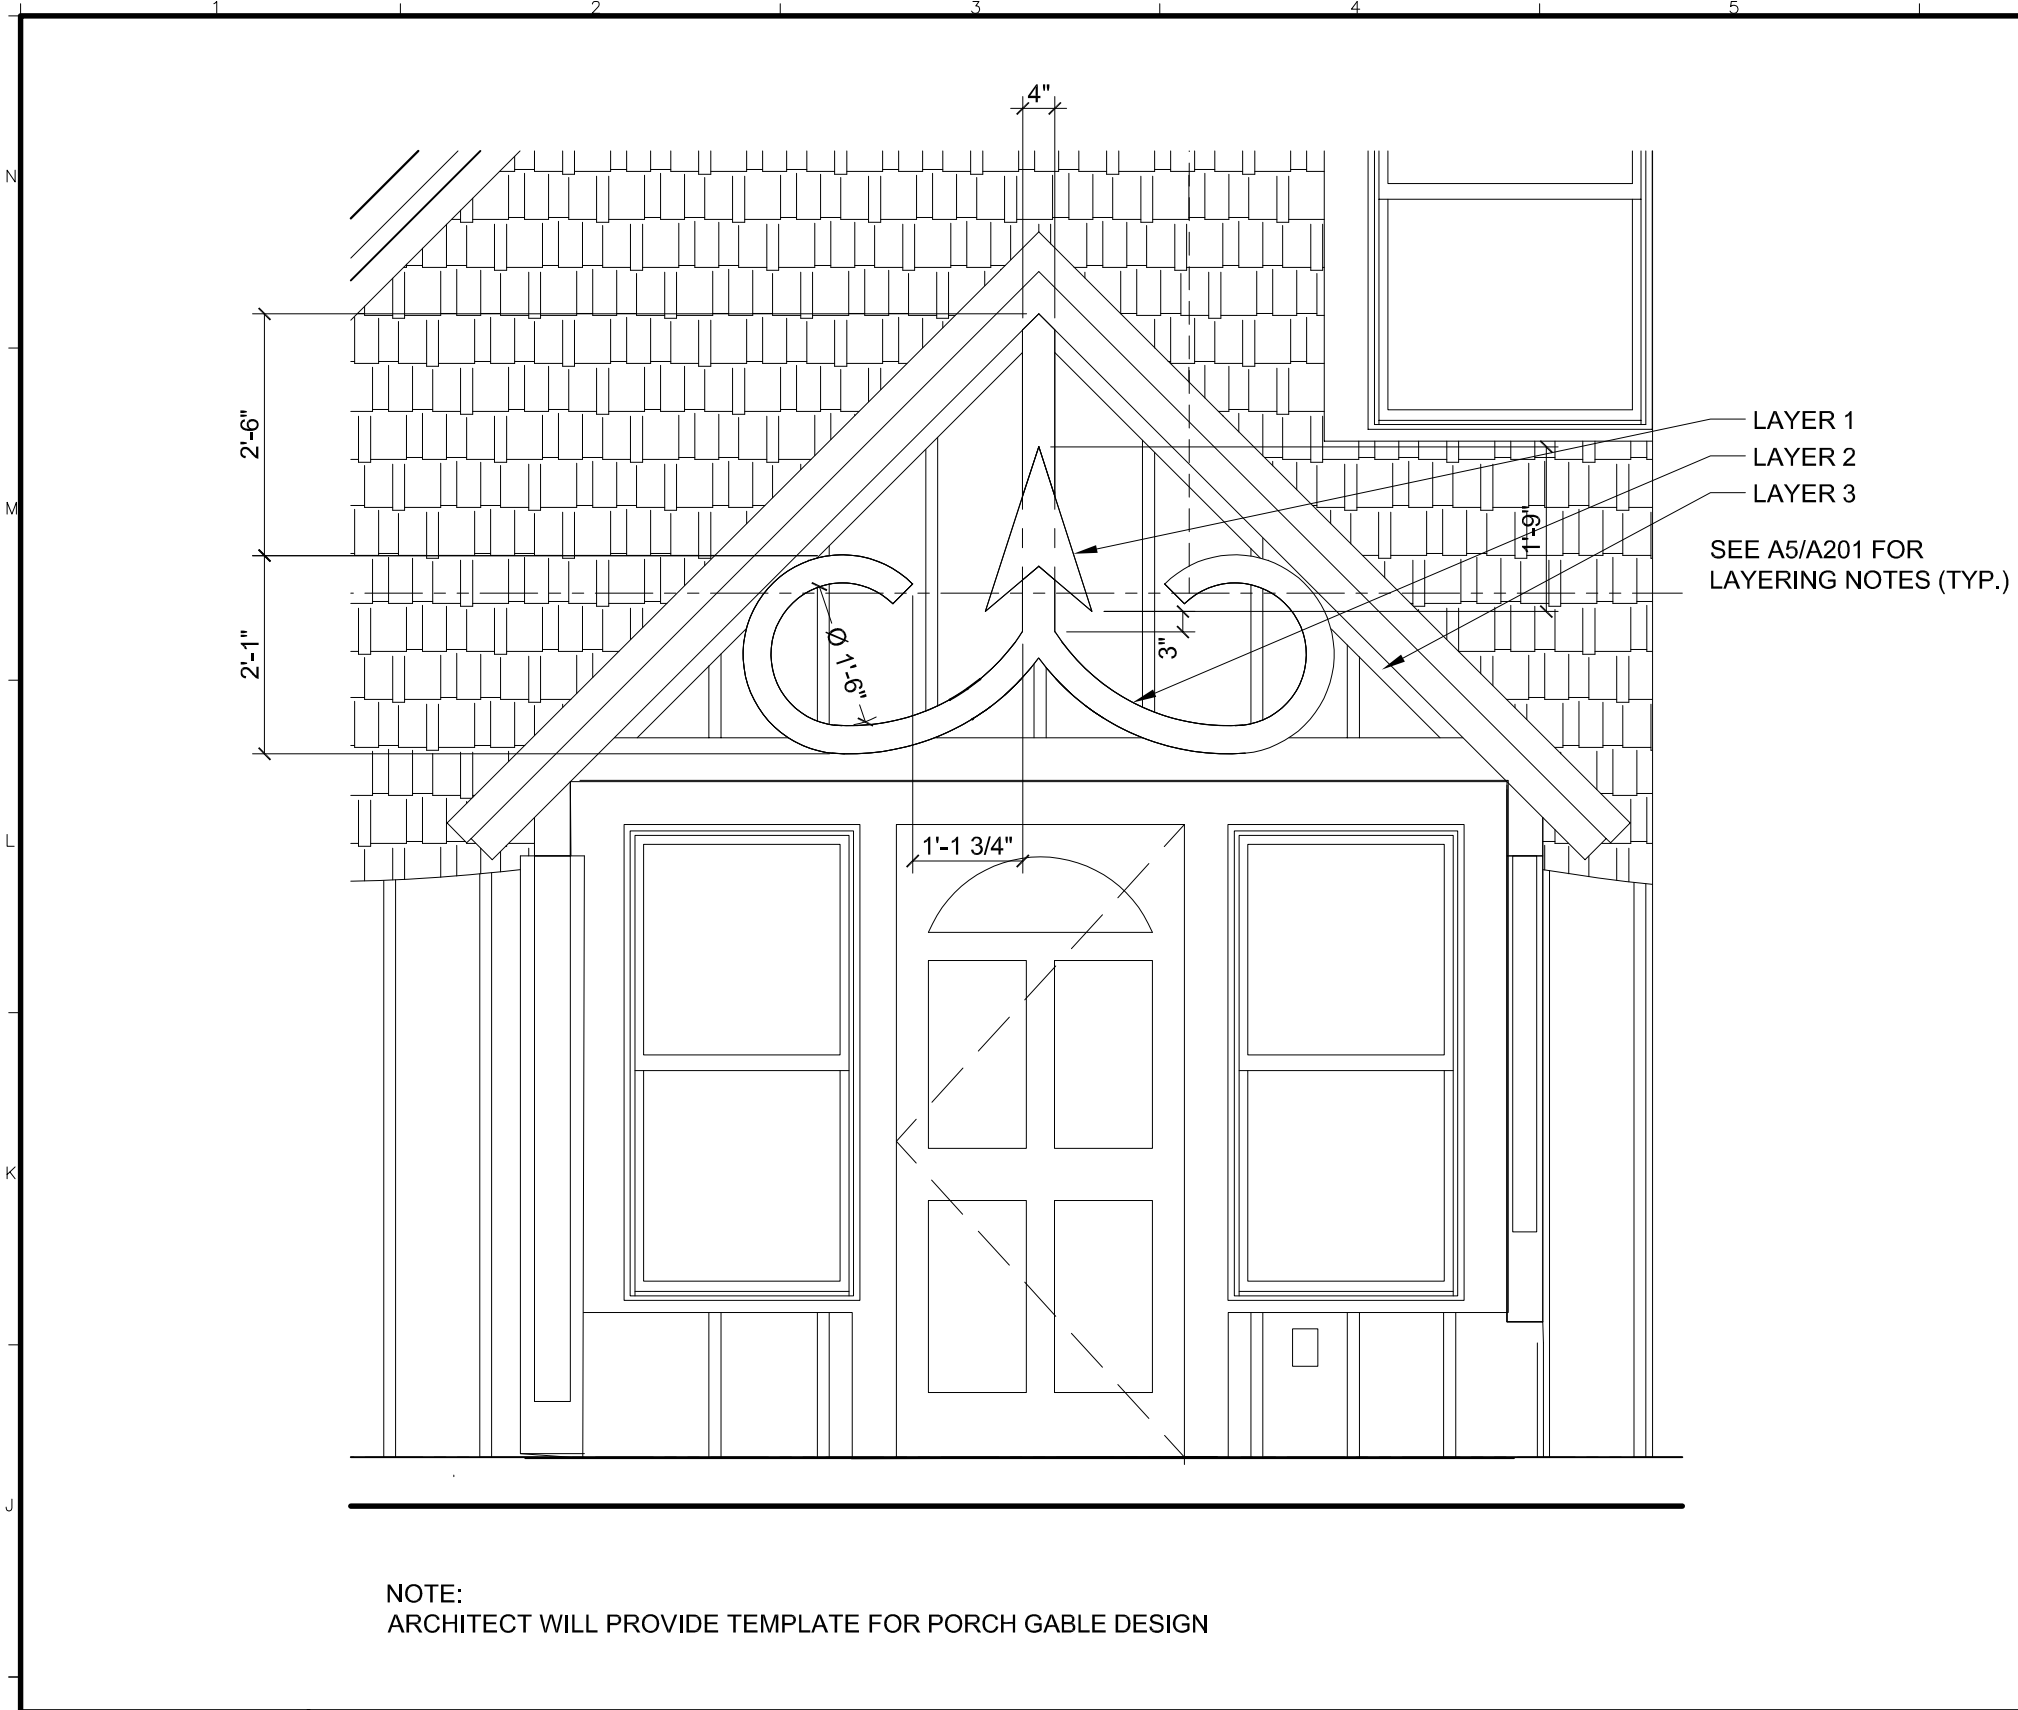 1 2 3 4 5
N
M
L
K
J
4"
2'-6"
2'-1"
LAYER 1
LAYER 2
LAYER 3
1'-9"
SEE A5/A201 FOR
LAYERING NOTES (TYP.)
3"
Ø 1'-6"
1'-1 3/4"
NOTE:
ARCHITECT WILL PROVIDE TEMPLATE FOR PORCH GABLE DESIGN